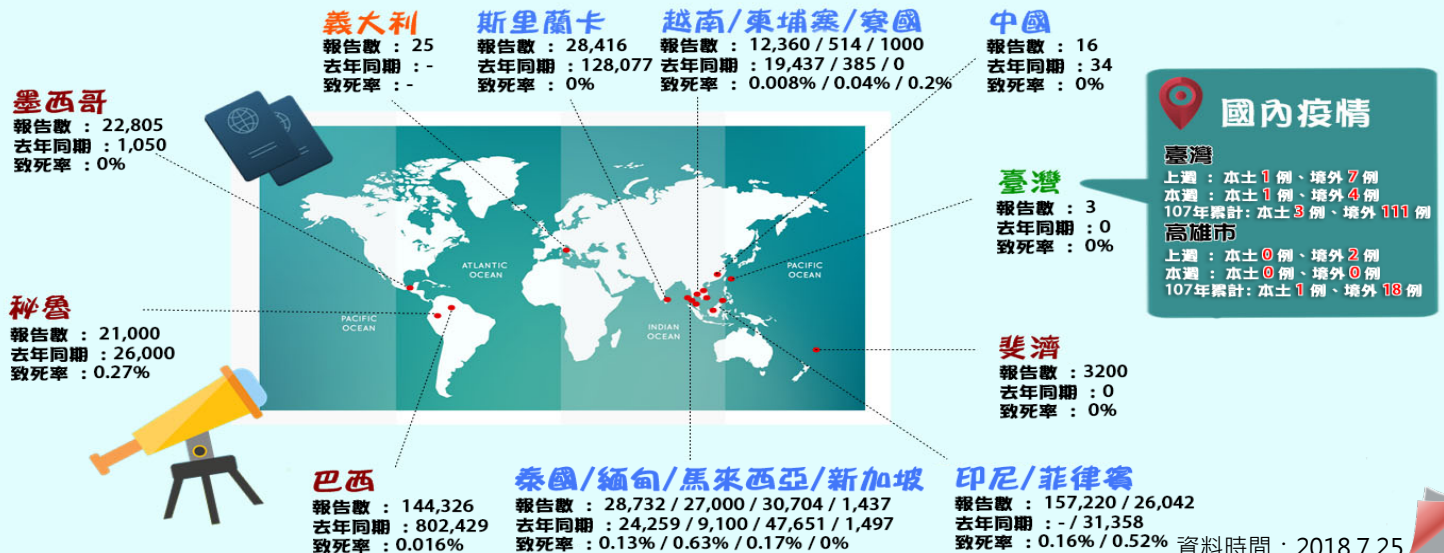 義大利
報告數 : 25
去年同期 : -
致死率 : -
斯里蘭卡
報告數 : 28,416
去年同期 : 128,077
致死率 : 0%
越南/柬埔寨/寮國
報告數 : 12,360 / 514 / 1000
去年同期 : 19,437 / 385 / 0
致死率 : 0.008% / 0.04% / 0.2%
中國
報告數 : 16
去年同期 : 34
致死率 : 0%
墨西哥
報告數 : 22,805
去年同期 : 1,050
致死率 : 0%
國內疫情
臺灣
上週 : 本土1例、境外7例
本週 : 本土1例、境外4例
107年累計: 本土3例、境外111例
高雄市
上週 : 本土0例、境外2例
本週 : 本土0例、境外0例
107年累計: 本土1例、境外18例
臺灣
報告數 : 3
去年同期 : 0
致死率 : 0%
ATLANTIC
OCEAN
PACIFIC
OCEAN
PACIFIC
OCEAN
INDIAN
OCEAN
秘魯
報告數 : 21,000
去年同期 : 26,000
致死率 : 0.27%
斐濟
報告數 : 3200
去年同期 : 0
致死率 : 0%
巴西
報告數 : 144,326
去年同期 : 802,429
致死率 : 0.016%
泰國/緬甸/馬來西亞/新加坡
報告數 : 28,732 / 27,000 / 30,704 / 1,437
去年同期 : 24,259 / 9,100 / 47,651 / 1,497
致死率 : 0.13% / 0.63% / 0.17% / 0%
印尼/菲律賓
報告數 : 157,220 / 26,042
去年同期 : - / 31,358
致死率 : 0.16% / 0.52%
資料時間：2018.7.25